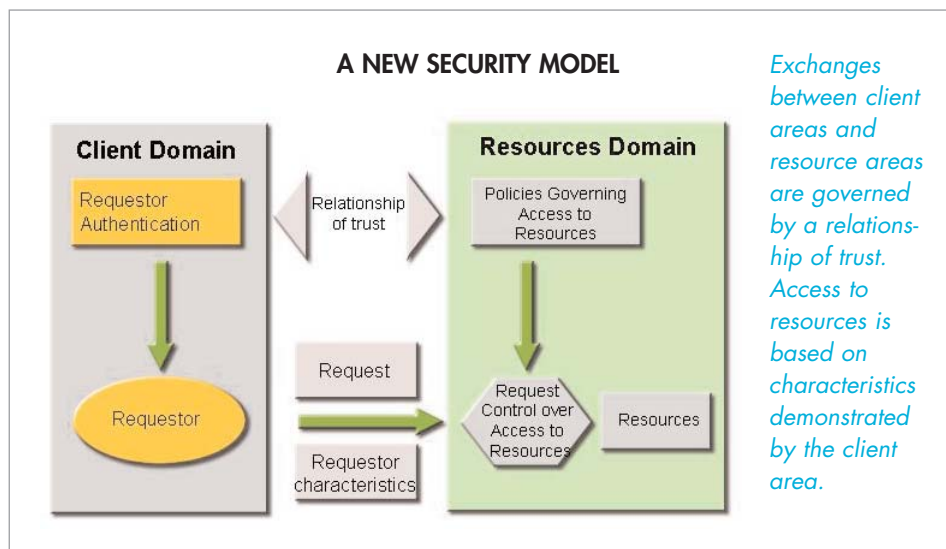 A NEW SECURITY MODEL
Client Domain
Requestor
Authentication
Requestor
Relationship
of trust
Request
Requestor
characteristics
Resources Domain
Policies Governing
Access to
Resources
Request
Control over
Access to
Resources
Resources
Exchanges
between client
areas and
resource areas
are governed
by a relations-
hip of trust.
Access to
resources is
based on
characteristics
demonstrated
by the client
area.